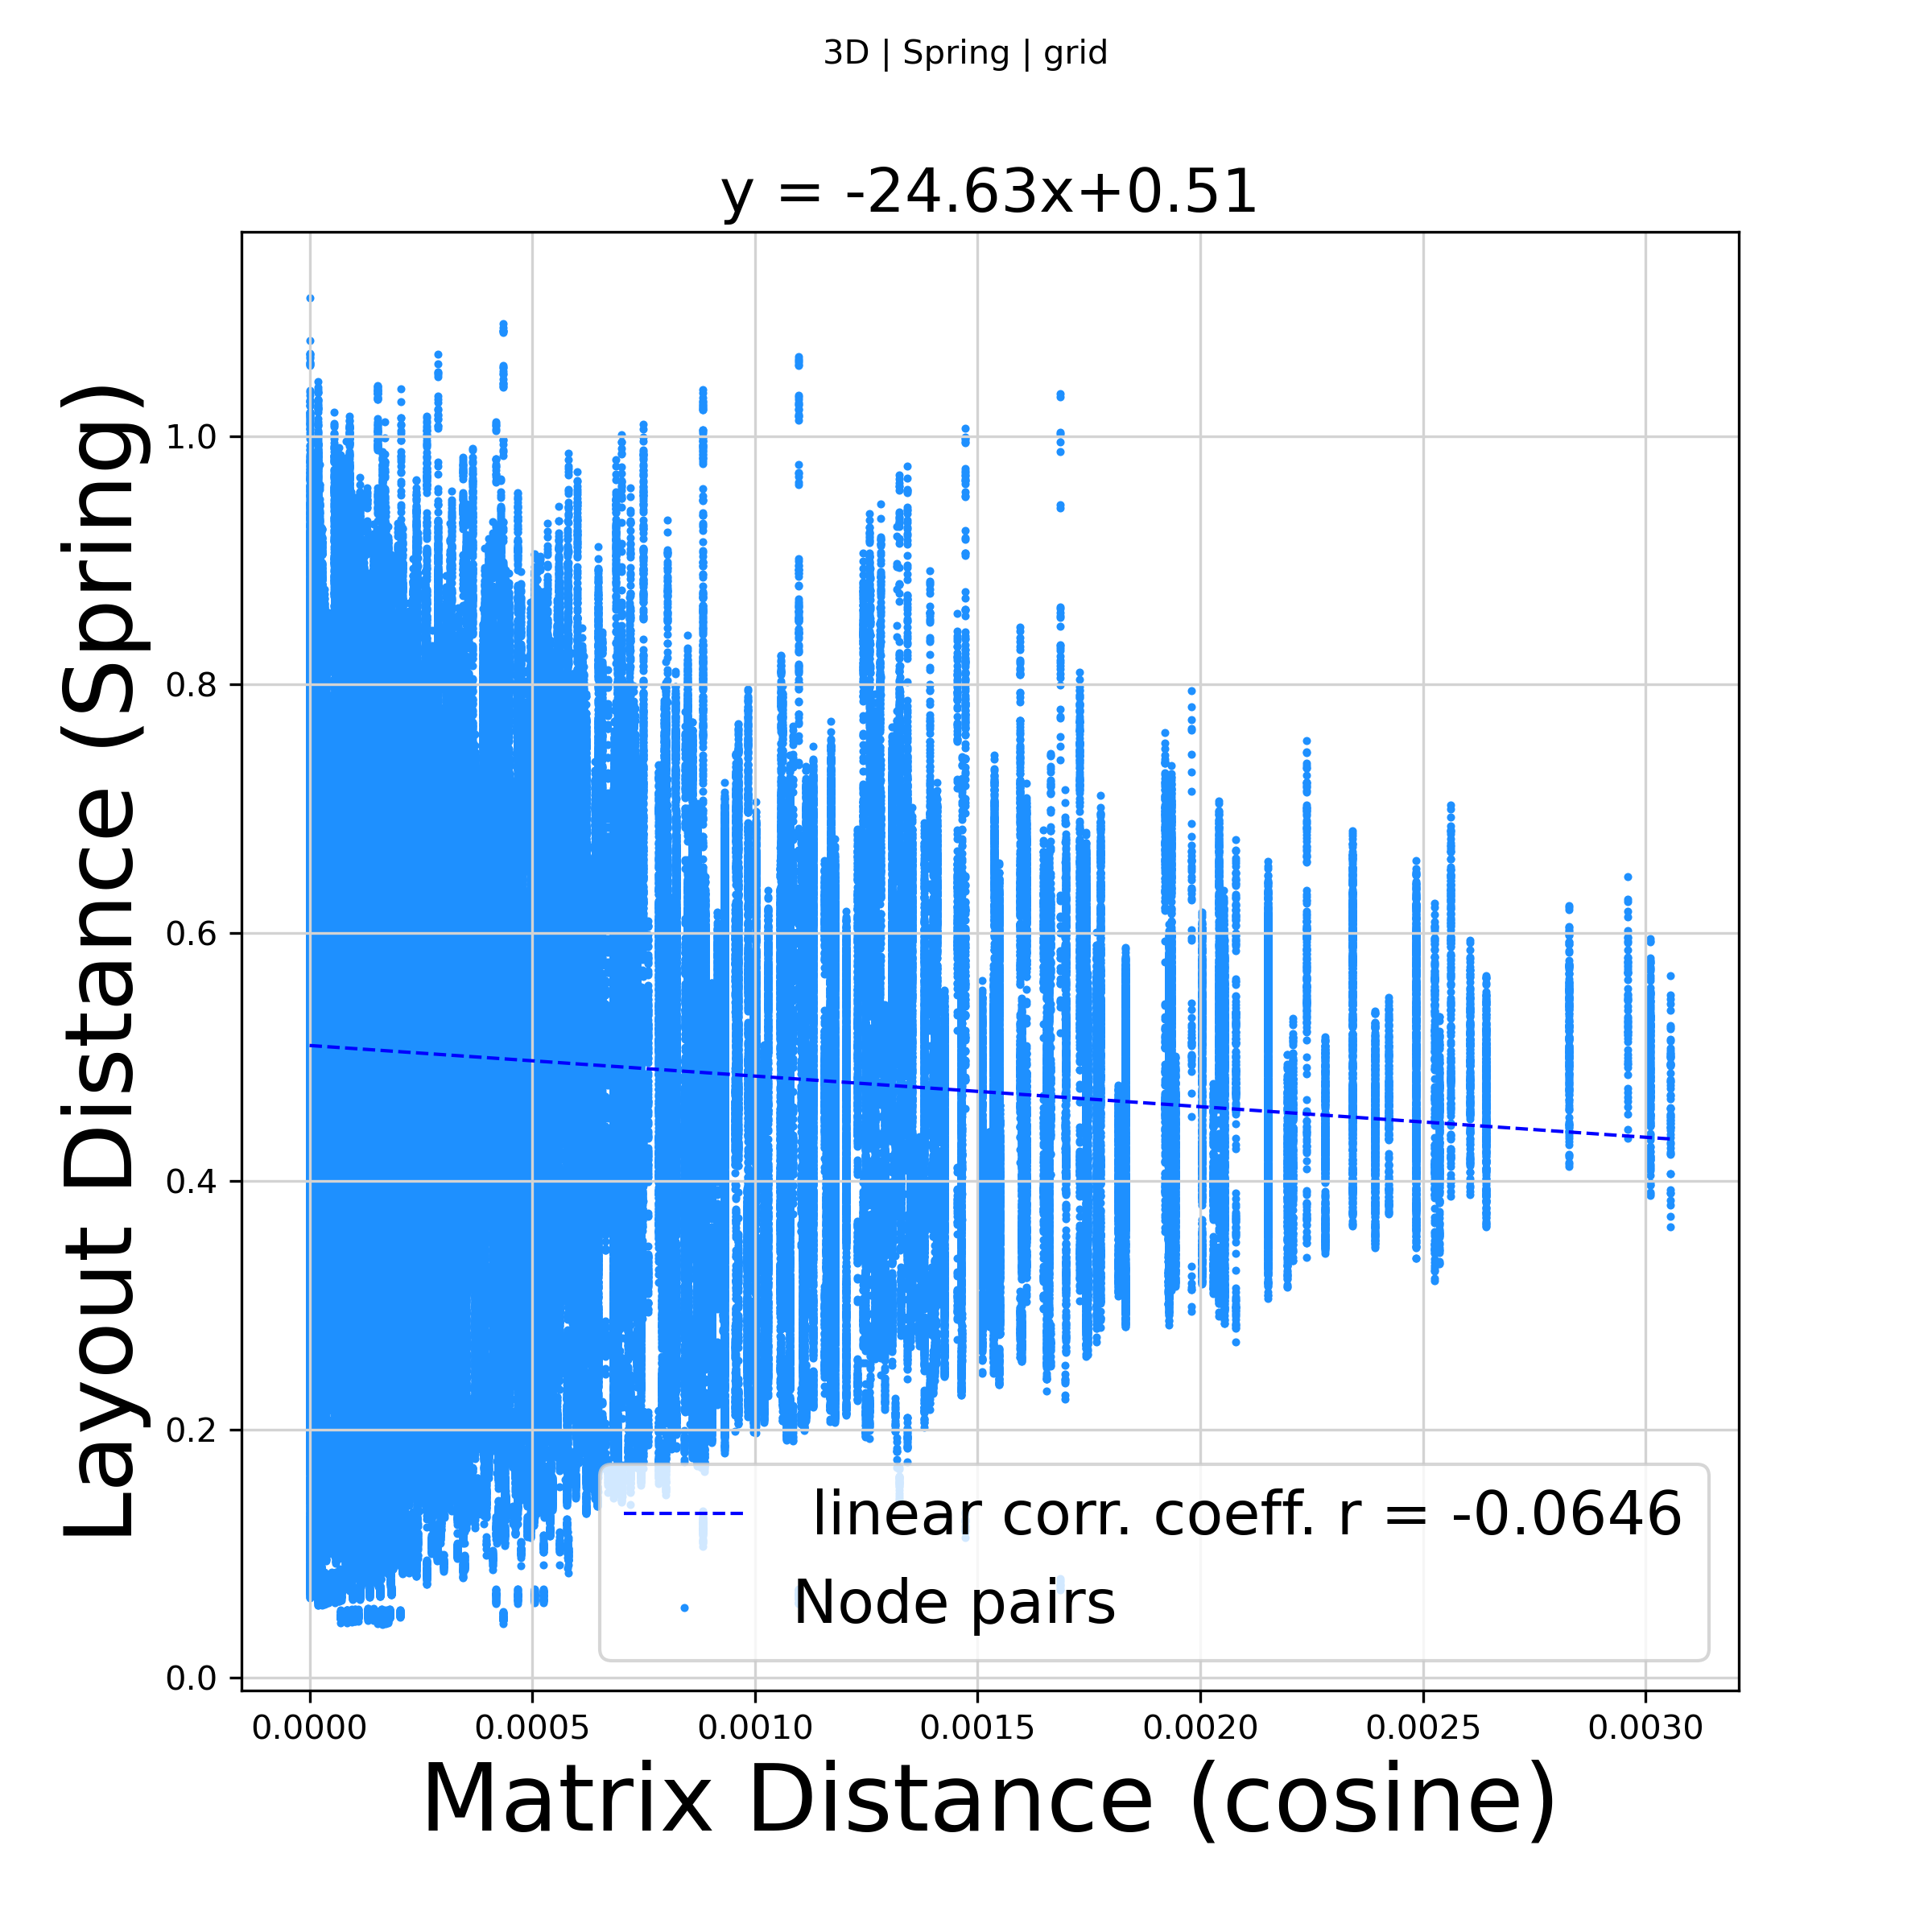 3D | Spring | grid
y = -24.63x+0.51
Layout Distance (Spring)
1.0
0.8
0.6
0.4
0.2
0.0
linear corr. coeff. r = -0.0646
Node pairs
0.0000 0.0005 0.0010 0.0015 0.0020 0.0025 0.0030
Matrix Distance (cosine)